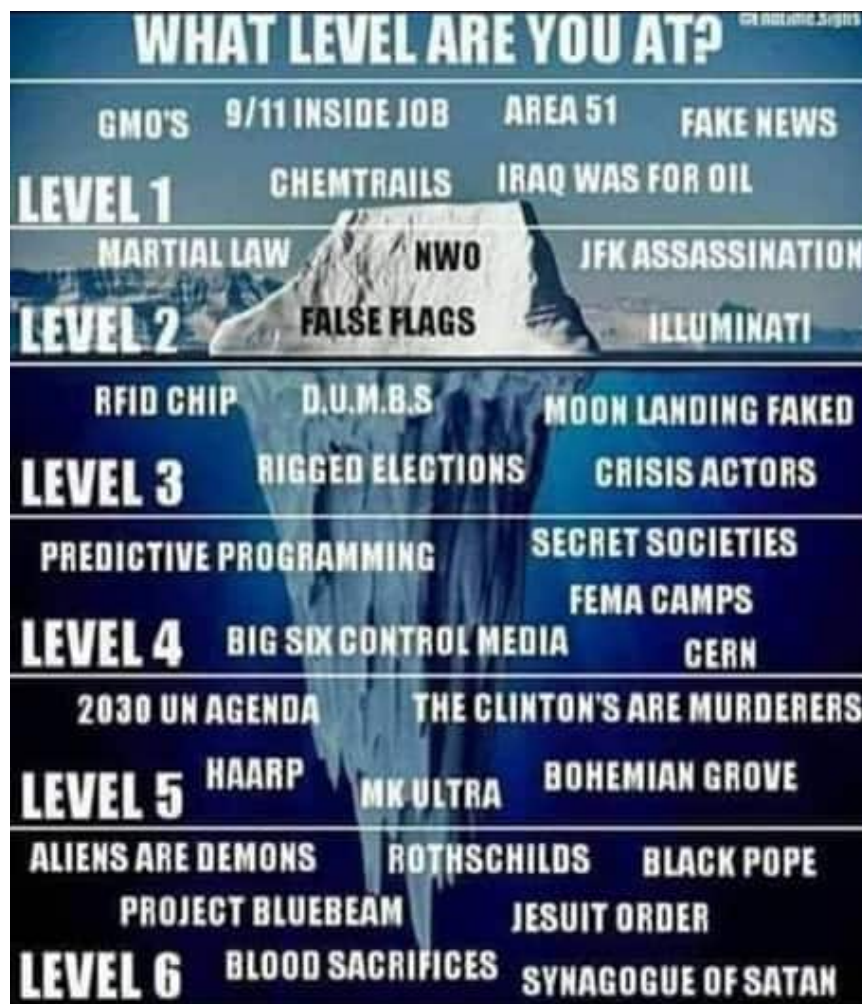 WHAT LEVEL ARE YOU AT?
GMO'S 9/11 INSIDE JOB AREA 51 FAKE NEWS
LEVEL 1 CHEMTRAILS IRAQ WAS FOR OIL
MARTIAL LAW NWO JFK ASSASSINATION
LEVEL 2 FALSE FLAGS ILLUMINATI
RFID CHIP D.U.M.B.S MOON LANDING FAKED
LEVEL 3 RIGGED ELECTIONS CRISIS ACTORS
PREDICTIVE PROGRAMMING SECRET SOCIETIES
FEMA CAMPS
LEVEL 4 BIG SIX CONTROL MEDIA CERN
2030 UN AGENDA THE CLINTON'S ARE MURDERERS
LEVEL 5 HAARP MK ULTRA BOHEMIAN GROVE
ALIENS ARE DEMONS ROTHSCHILDS BLACK POPE
PROJECT BLUEBEAM JESUIT ORDER
LEVEL 6 BLOOD SACRIFICES SYNAGOGUE OF SATAN